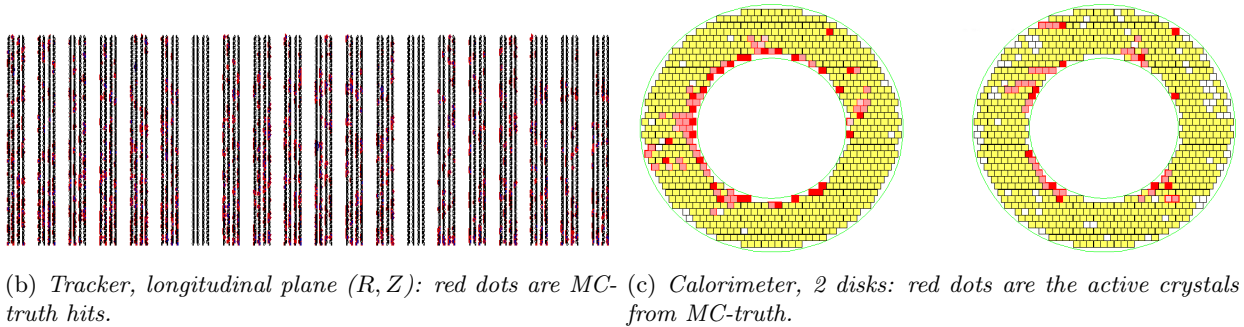 (b) Tracker, longitudinal plane (R, Z): red dots are MC-
truth hits.
(c) Calorimeter, 2 disks: red dots are the active crystals
from MC-truth.